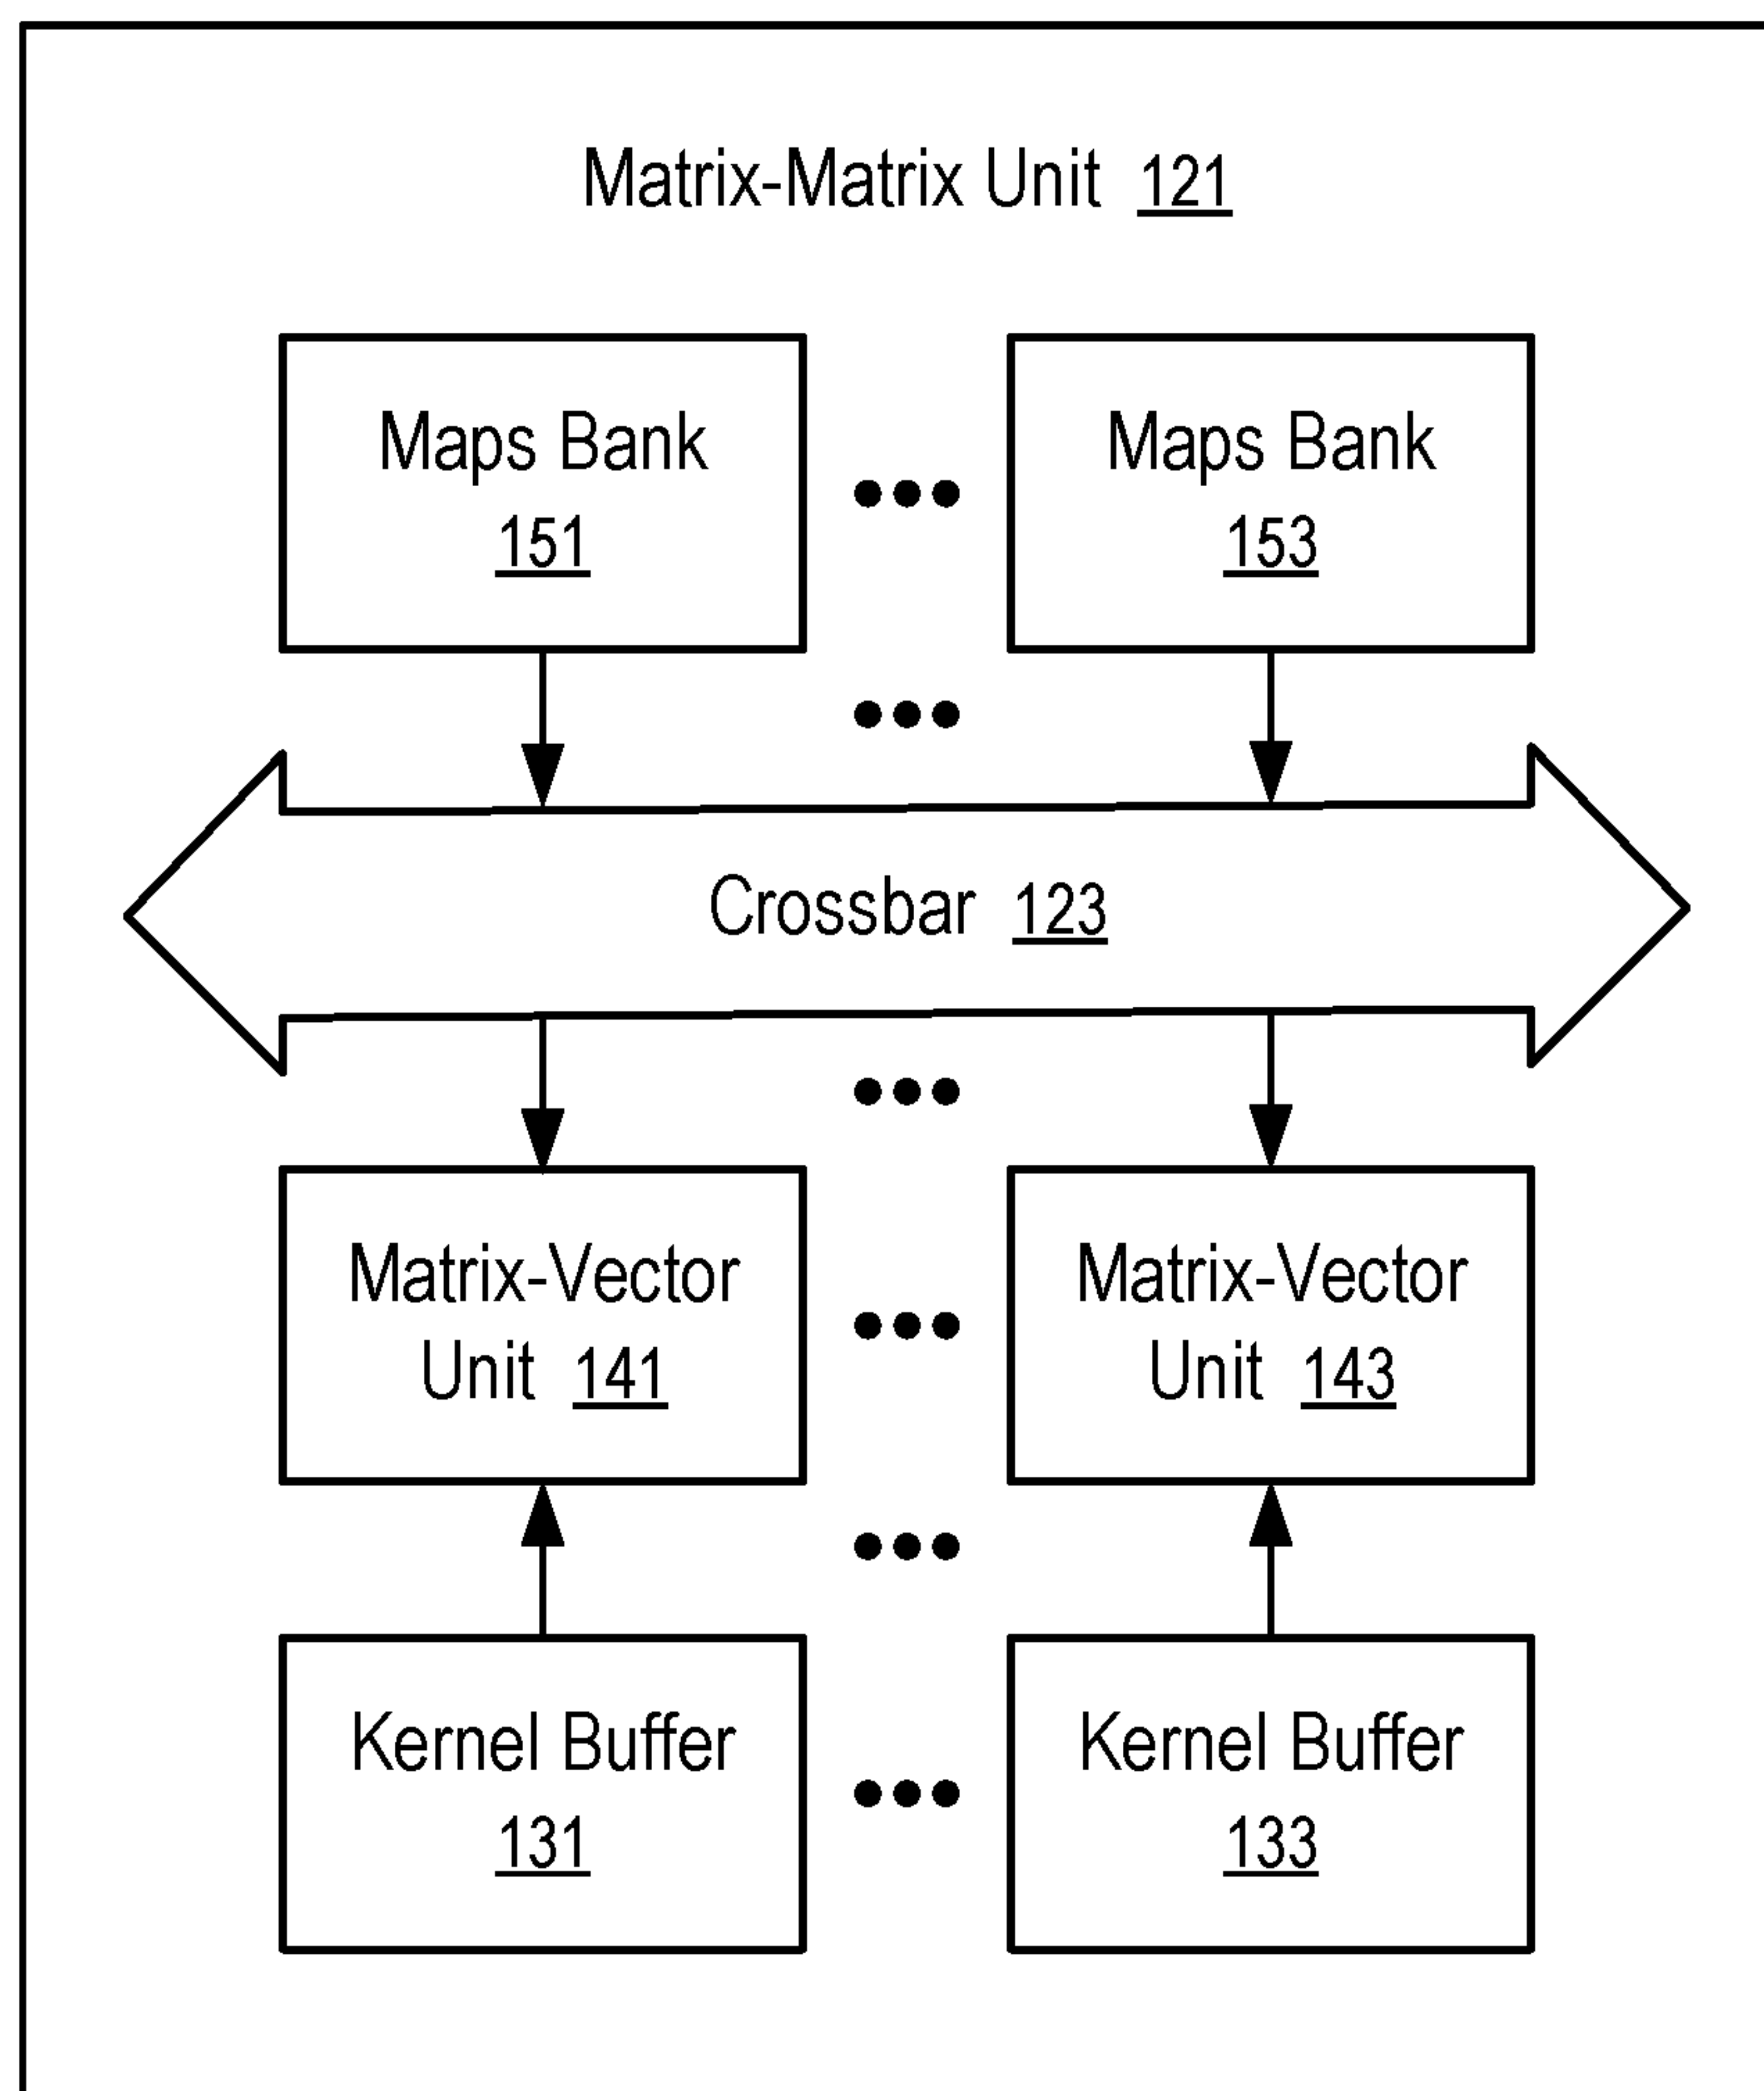 Matrix-Matrix Unit 121
Maps Bank
151
Maps Bank
153
Crossbar 123
Matrix-Vector
Unit 141
Matrix-Vector
Unit 143
Kernel Buffer
131
Kernel Buffer
133